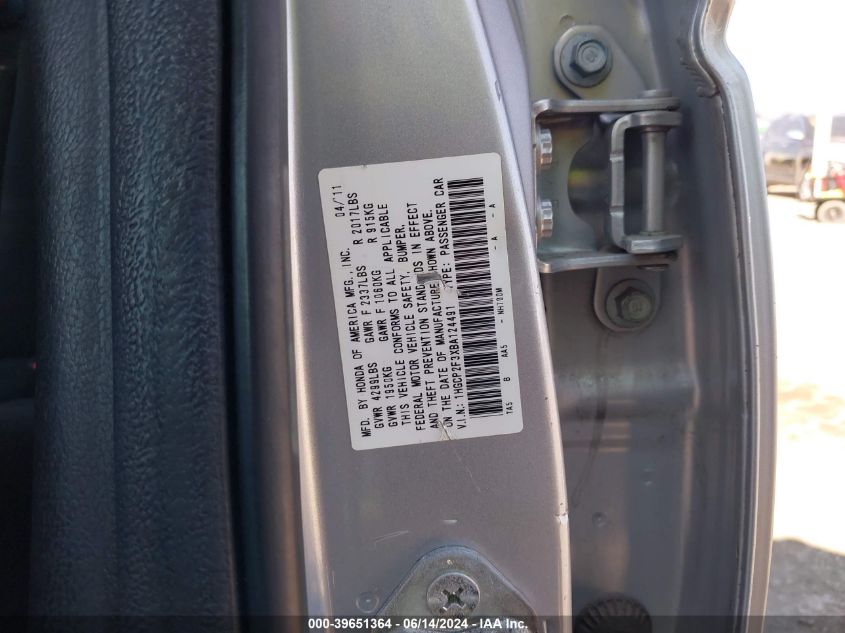 MFD. BY HONDA OF AMERICA MFG., INC. 04/11
GVWR 4299LBS GAWR F 2337LBS R 2017LBS
GVWR 1950KG GAWR F 1060KG R 915KG
THIS VEHICLE CONFORMS TO ALL APPLICABLE
FEDERAL MOTOR VEHICLE SAFETY, BUMPER,
AND THEFT PREVENTION STANDARDS IN EFFECT
ON THE DATE OF MANUFACTURE SHOWN ABOVE.
V.I.N.: 1HGCP2F3XBA124491 TYPE: PASSENGER CAR
TA5 B AA5 - NH700M - A - A
000-39651364 - 06/14/2024 - IAA Inc.